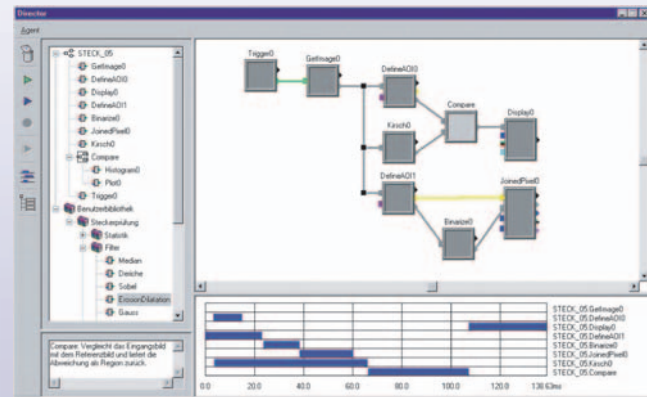 Director
Agent
STECK_05
GetImage0
DefineAOI0
Display0
DefineAOI1
Binarize0
JoinedPixel0
Kirsch0
Compare
Histogram0
Plot0
Trigger0
Benutzerbibliothek
Steckerprüfung
Statistik
Filter
Median
Deriche
Sobel
ErosionDilatation
Gauss
Compare: Vergleicht das Eingangsbild
mit dem Referenzbild und liefert die
Abweichung als Region zurück.
Trigger0
GetImage0
DefineAOI0
Compare
Display0
Kirsch0
DefineAOI1
JoinedPixel0
Binarize0
STECK_05.GetImage0
STECK_05.DefineAOI0
STECK_05.Display0
STECK_05.DefineAOI1
STECK_05.Binarize0
STECK_05.JoinedPixel0
STECK_05.Kirsch0
STECK_05.Compare
0.0 20.0 40.0 60.0 80.0 100.0 120.0 138.63ms